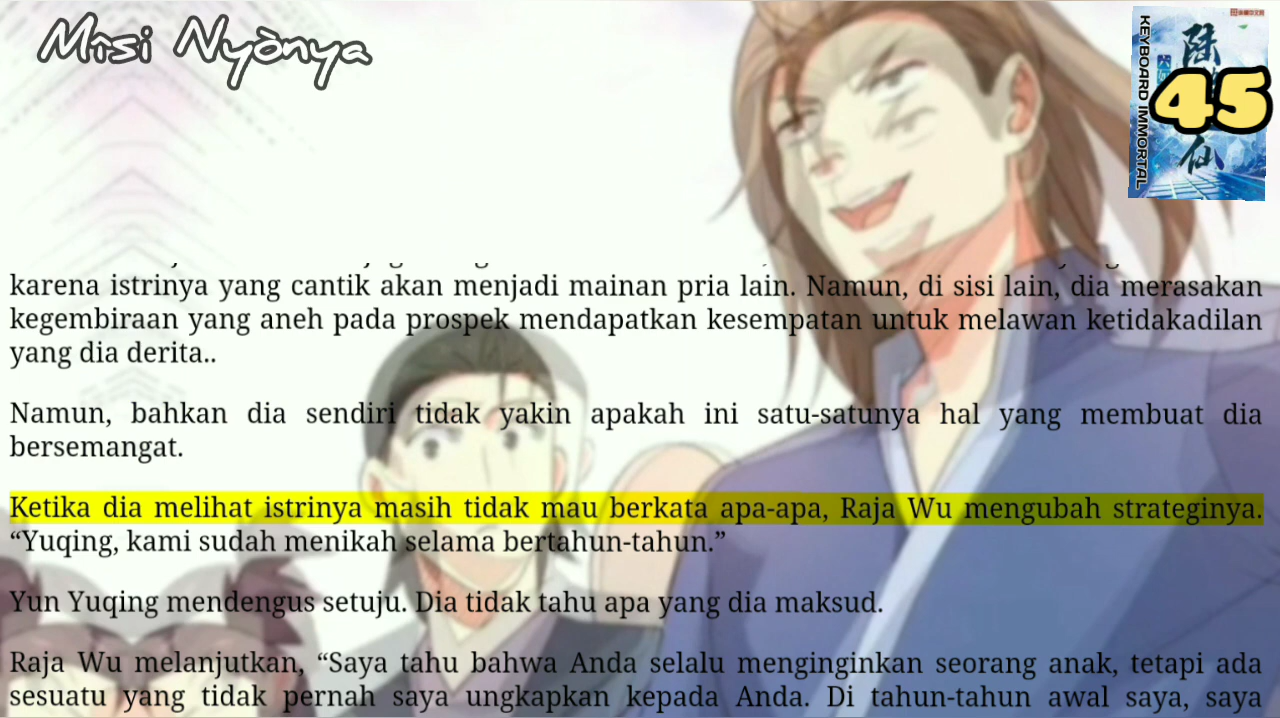 Mîsi Nyònya
KEYBOARD IMMORTAL
45
karena istrinya yang cantik akan menjadi mainan pria lain. Namun, di sisi lain, dia merasakan
kegembiraan yang aneh pada prospek mendapatkan kesempatan untuk melawan ketidakadilan
yang dia derita..
Namun, bahkan dia sendiri tidak yakin apakah ini satu-satunya hal yang membuat dia
bersemangat.
Ketika dia melihat istrinya masih tidak mau berkata apa-apa, Raja Wu mengubah strateginya.
“Yuqing, kami sudah menikah selama bertahun-tahun.”
Yun Yuqing mendengus setuju. Dia tidak tahu apa yang dia maksud.
Raja Wu melanjutkan, “Saya tahu bahwa Anda selalu menginginkan seorang anak, tetapi ada
sesuatu yang tidak pernah saya ungkapkan kepada Anda. Di tahun-tahun awal saya, saya